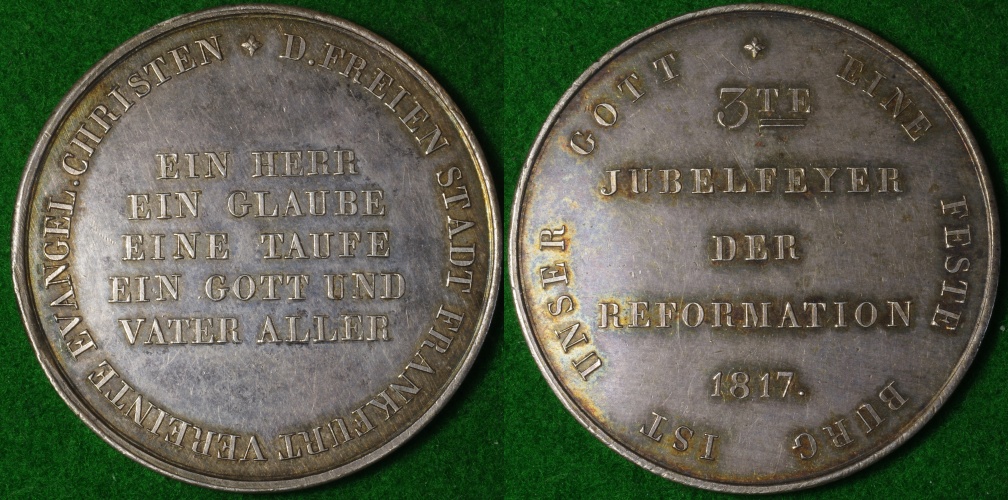 D. FREIEN STADT FRANKFURT VEREINTE EVANGEL. CHRISTEN
EIN HERR
EIN GLAUBE
EINE TAUFE
EIN GOTT UND
VATER ALLER
EINE FESTE BURG IST UNSER GOTT
3TE
JUBELFEYER
DER
REFORMATION
1817.